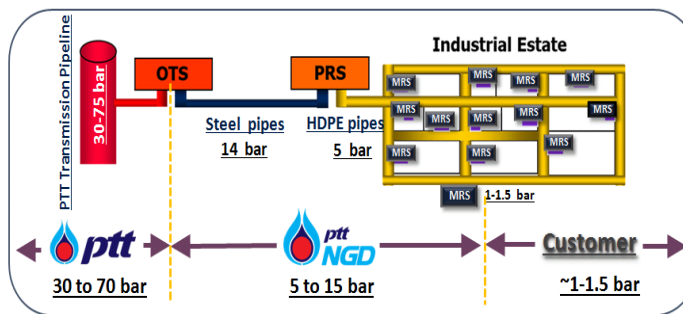 PTT Transmission Pipeline
30-75 bar
OTS
Steel pipes
14 bar
PRS
HDPE pipes
5 bar
Industrial Estate
MRS
MRS
MRS
MRS
MRS
MRS
MRS
MRS
MRS
MRS
MRS
MRS
1-1.5 bar
ptt
30 to 70 bar
ptt
NGD
5 to 15 bar
Customer
~1-1.5 bar